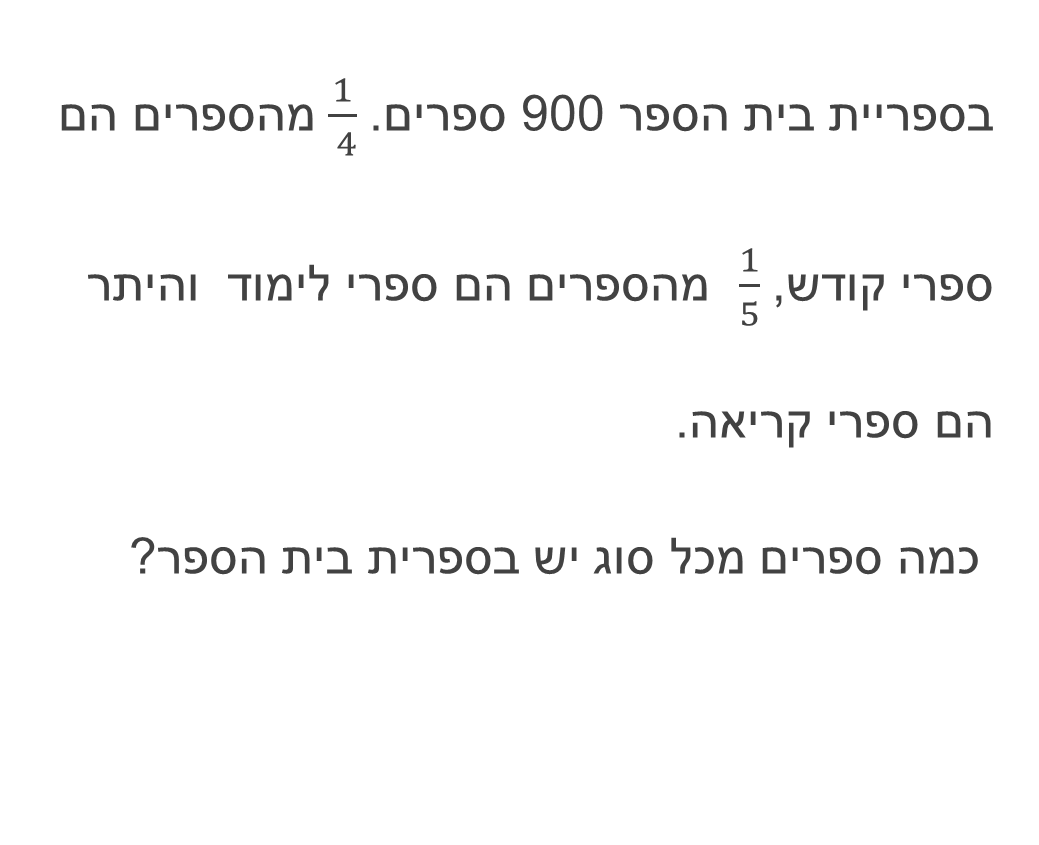 בספריית בית הספר 900 ספרים. 1/4 מהספרים הם
ספרי קודש, 1/5 מהספרים הם ספרי לימוד והיתר
הם ספרי קריאה.
כמה ספרים מכל סוג יש בספרית בית הספר?